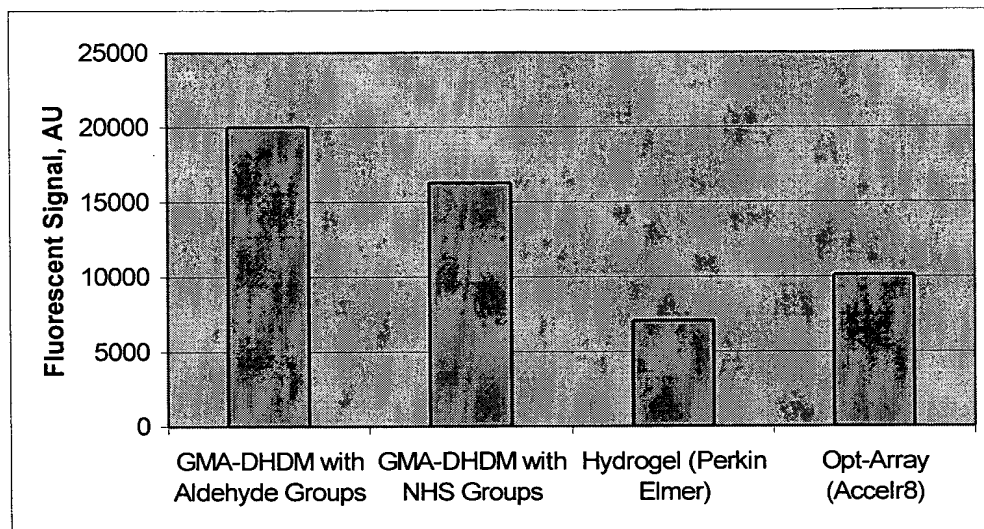 Fluorescent Signal, AU
25000
20000
15000
10000
5000
0
GMA-DHDM with
Aldehyde Groups
GMA-DHDM with
NHS Groups
Hydrogel (Perkin
Elmer)
Opt-Array
(Accelr8)